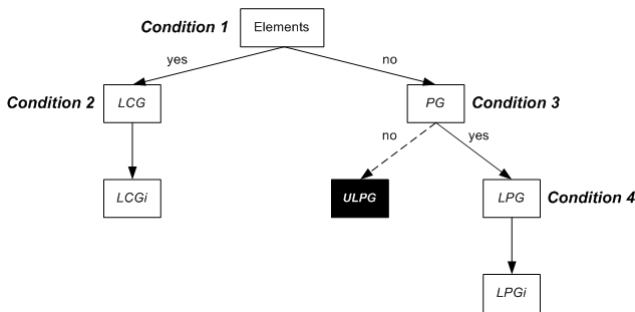 Condition 1
Elements
yes
no
Condition 2
LCG
PG
Condition 3
no
yes
LCGi
ULPG
LPG
Condition 4
LPGi